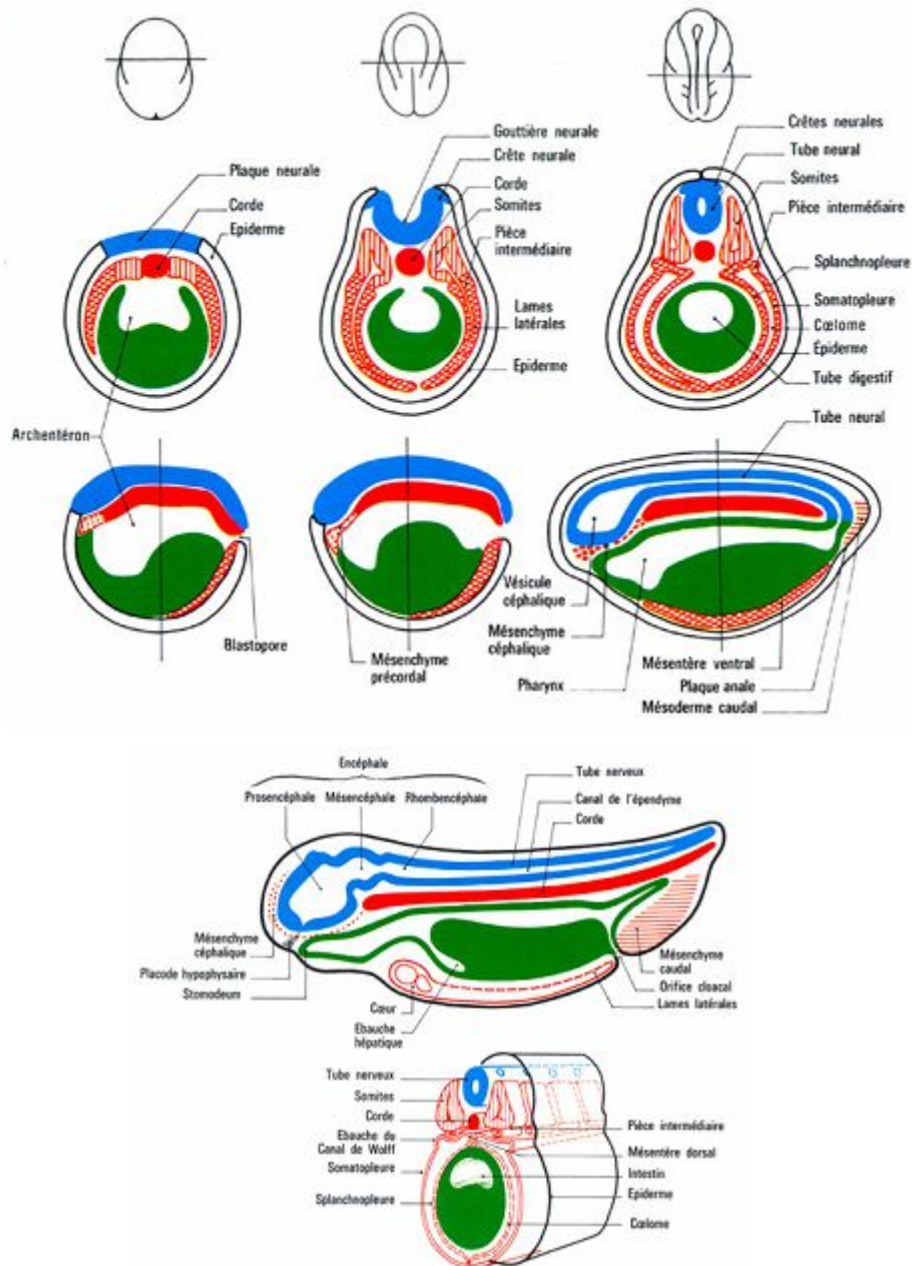 Plaque neurale
Corde
Epiderme
Gouttière neurale
Crête neurale
Corde
Somites
Pièce
intermédiaire
Lames
latérales
Epiderme
Crêtes neurales
Tube neural
Somites
Pièce intermédiaire
Splanchnopleure
Somatopleure
Cœlome
Épiderme
Tube digestif
Archentéron
Tube neural
Blastopore
Mésenchyme
précordal
Vésicule
céphalique
Mésenchyme
céphalique
Pharynx
Mésentère ventral
Plaque anale
Mésoderme caudal
Encéphale
Prosencéphale
Mésencéphale
Rhombencéphale
Tube nerveux
Canal de l'épendyme
Corde
Mésenchyme
céphalique
Placode hypophysaire
Stomodeum
Cœur
Ebauche
hépatique
Mésenchyme
caudal
Orifice cloacal
Lames latérales
Tube nerveux
Somites
Corde
Ebauche du
Canal de Wolff
Somatopleure
Splanchnopleure
Pièce intermédiaire
Mésentère dorsal
Intestin
Epiderme
Cœlome